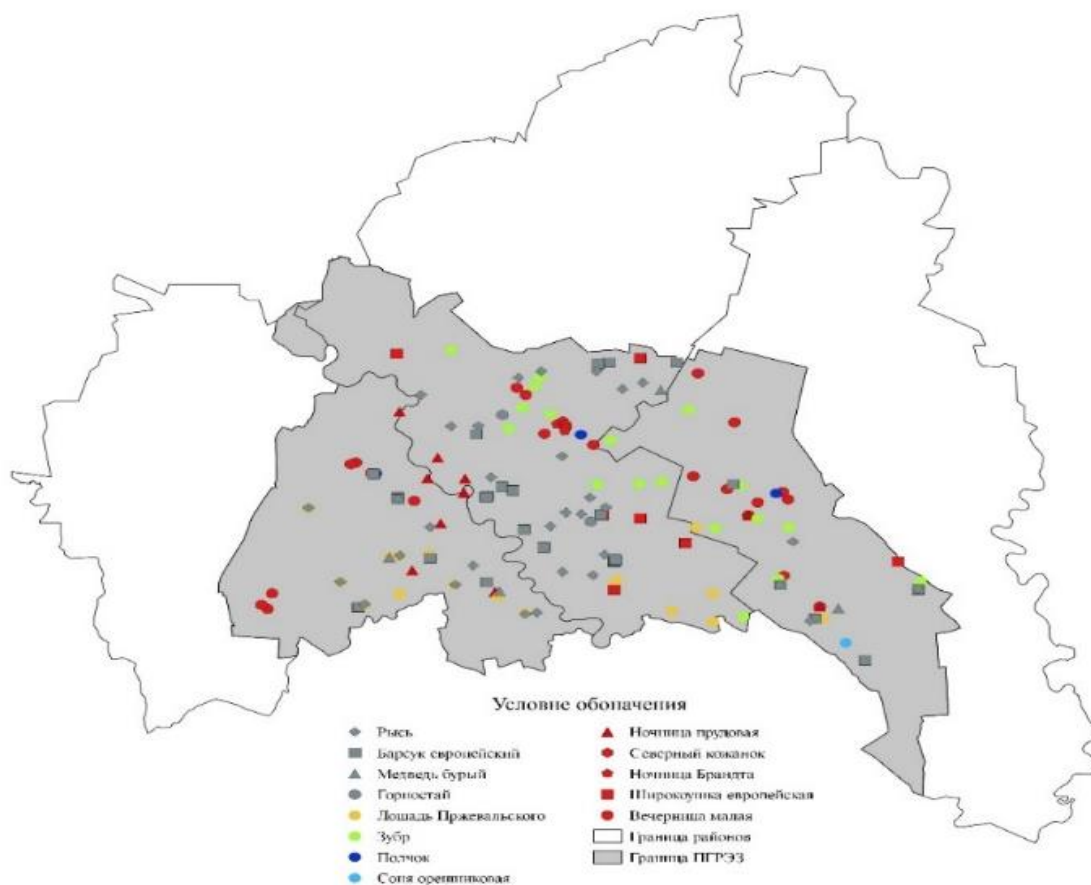 Условне обопачения
Рысь
Барсук европейский
Медведь бурый
Горностай
Лошадь Пржевальского
Зубр
Полчок
Соня орешниковая
Ночница прудовая
Северный кожанок
Ночница Брандта
Широкоушка европейская
Вечерница малая
Граница районов
Граница ПГРЭЗ